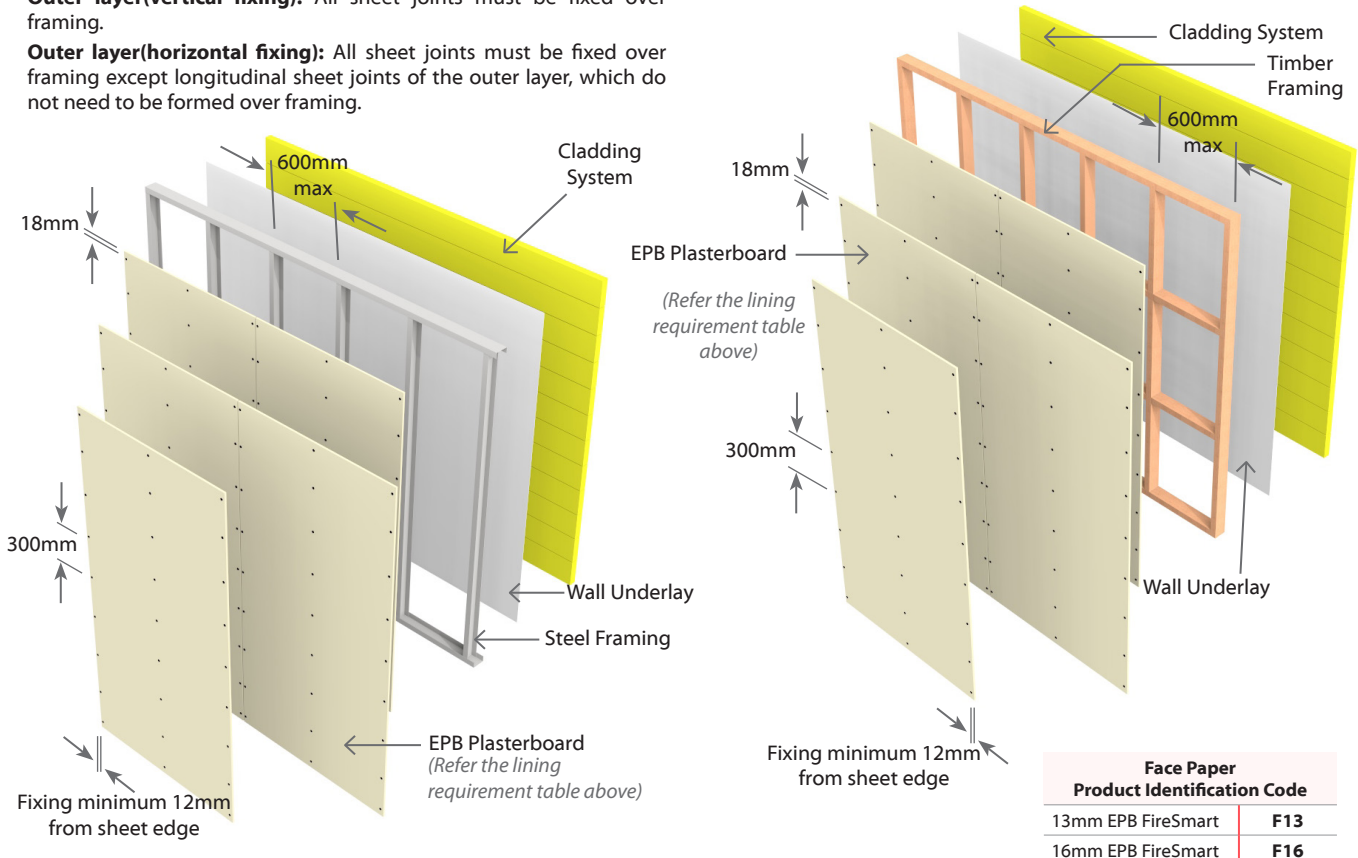 Outer layer(vertical fixing): All sheet joints must be fixed over
framing.
Outer layer(horizontal fixing): All sheet joints must be fixed over
framing except longitudinal sheet joints of the outer layer, which do
not need to be formed over framing.
600mm
max
Cladding
System
18mm
300mm
Wall Underlay
Steel Framing
EPB Plasterboard
(Refer the lining
requirement table above)
Fixing minimum 12mm
from sheet edge
Cladding System
Timber
Framing
600mm
max
18mm
EPB Plasterboard
(Refer the lining
requirement table
above)
300mm
Wall Underlay
Fixing minimum 12mm
from sheet edge
Face Paper
Product Identification Code
13mm EPB FireSmart F13
16mm EPB FireSmart F16